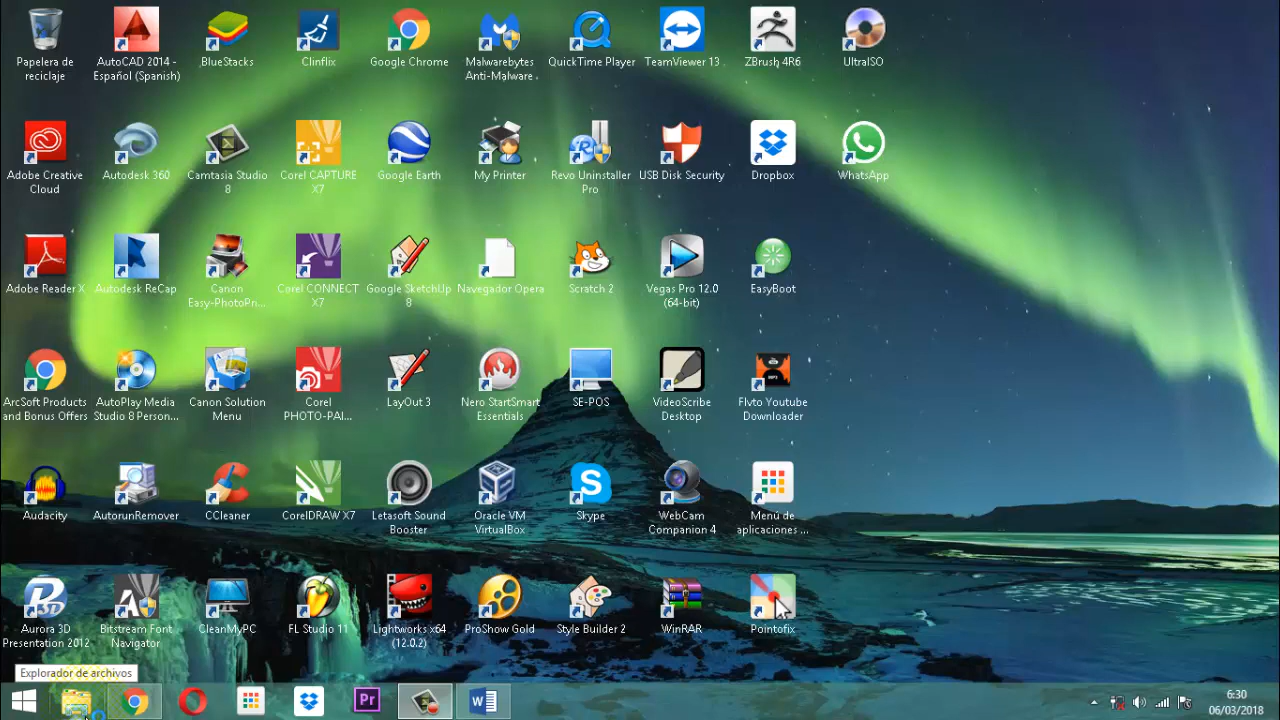 Papelera de
reciclaje
AutoCAD 2014 -
Español (Spanish)
BlueStacks
Clinflix
Google Chrome
Malwarebytes
Anti-Malware
QuickTime Player
TeamViewer 13
ZBrush 4R6
UltraISO
Adobe Creative
Cloud
Autodesk 360
Camtasia Studio
8
Corel CAPTURE
X7
Google Earth
My Printer
Revo Uninstaller
Pro
USB Disk Security
Dropbox
WhatsApp
Adobe Reader X
Autodesk ReCap
Canon
Easy-PhotoPn...
Corel CONNECT
X7
Google SketchUp
8
Navegador Opera
Scratch 2
Vegas Pro 12.0
(64-bit)
EasyBoot
ArcSoft Products
and Bonus Offers
AutoPlay Media
Studio 8 Person...
Canon Solution
Menu
Corel
PHOTO-PAI...
LayOut 3
Nero StartSmart
Essentials
SE-POS
VideoScribe
Desktop
Flvto Youtube
Downloader
Audacity
AutorunRemover
CCleaner
CorelDRAW X7
Letasoft Sound
Booster
Oracle VM
VirtualBox
Skype
WebCam
Companion 4
Menú de
aplicaciones ...
Aurora 3D
Presentation 2012
Bitstream Font
Navigator
CleanMyPC
FL Studio 11
Lightworks x64
(12.0.2)
ProShow Gold
Style Builder 2
WinRAR
Pointofix
Explorador de archivos
Pr
6:30
06/03/2018